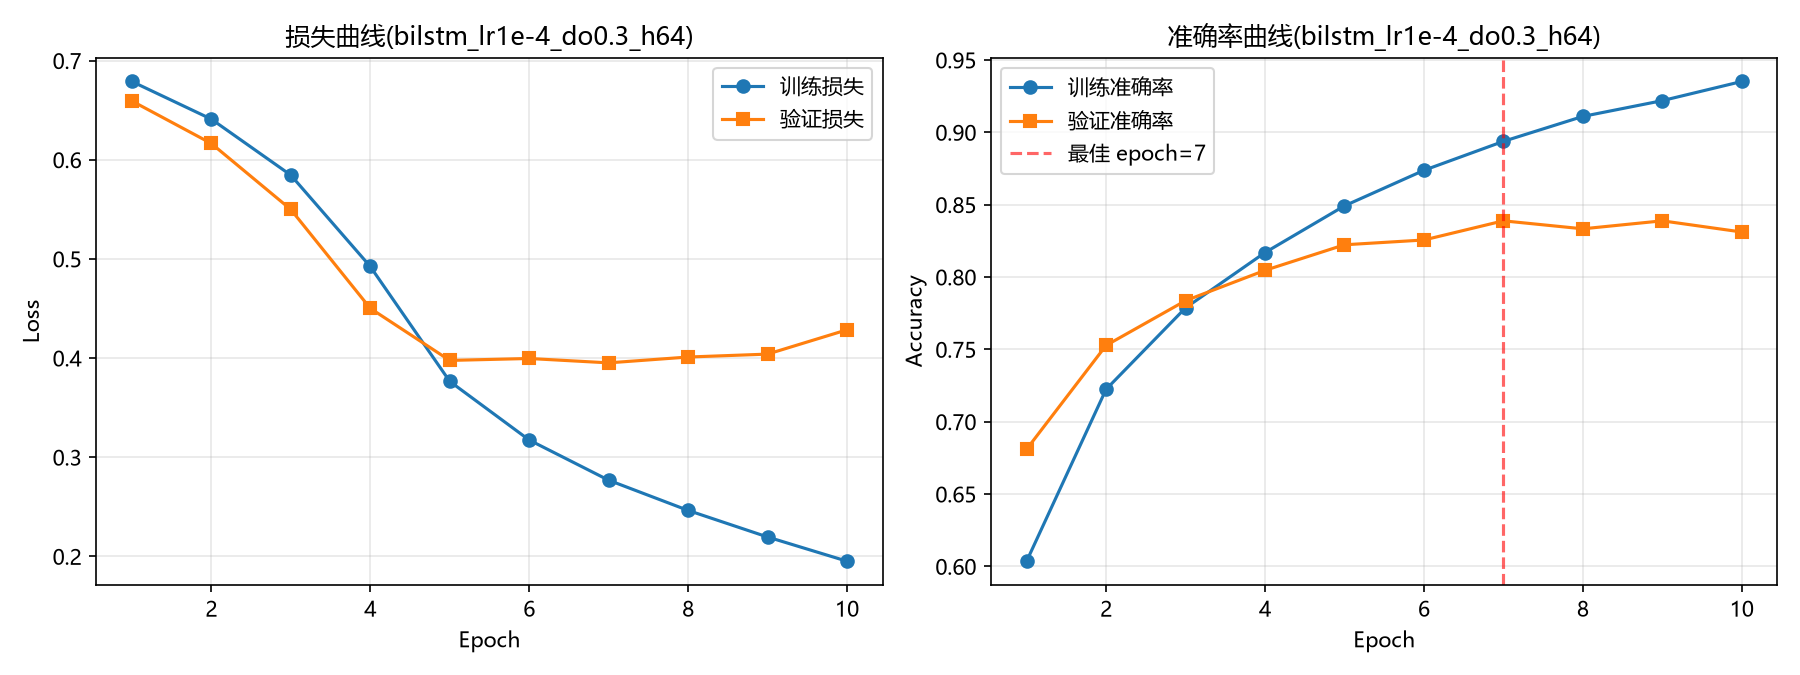 损失曲线(bilstm_lr1e-4_do0.3_h64)
训练损失
验证损失
0.7
0.6
0.5
0.4
0.3
0.2
Loss
2 4 6 8 10
Epoch
准确率曲线(bilstm_lr1e-4_do0.3_h64)
训练准确率
验证准确率
最佳 epoch=7
0.95
0.90
0.85
0.80
0.75
0.70
0.65
0.60
Accuracy
2 4 6 8 10
Epoch